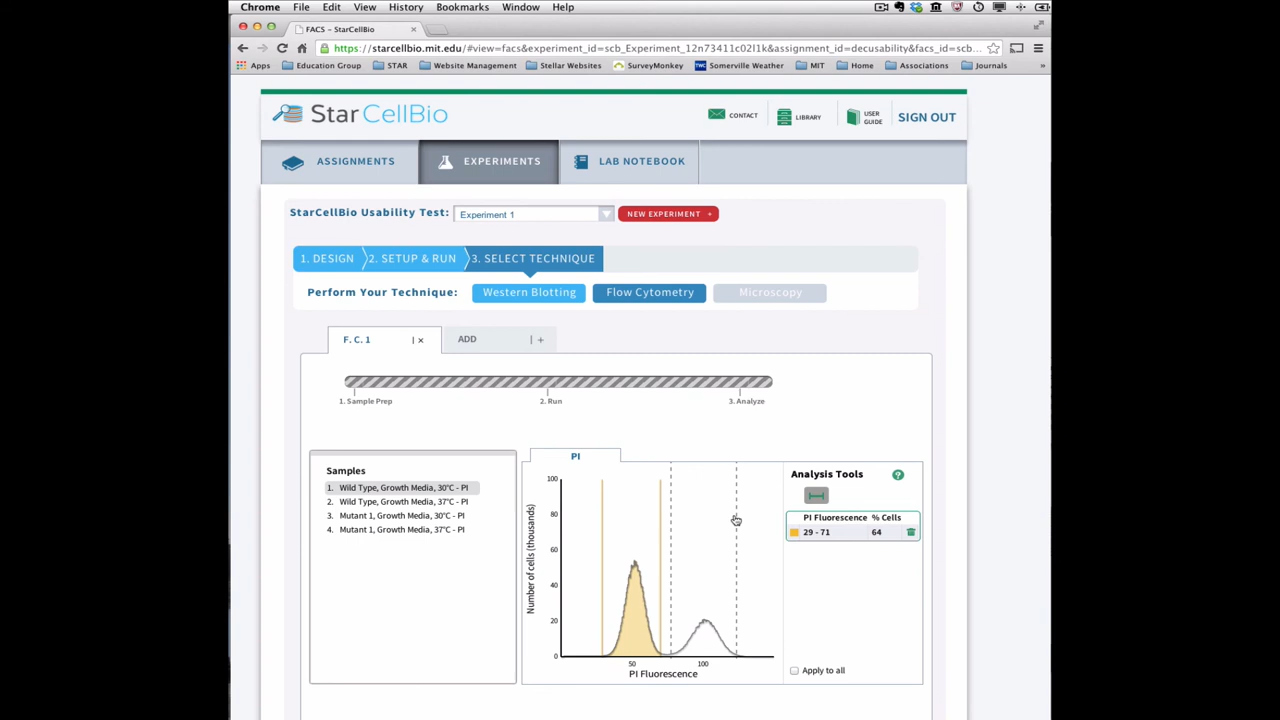 Chrome File Edit View History Bookmarks Window Help
FACS - StarCellBio
https://starcellbio.mit.edu/#view=facs&experiment_id=scb_Experiment_12n73411c02l1k&assignment_id=decusability&facs_id=scb...
Apps Education Group STAR Website Management Stellar Websites SurveyMonkey Somerville Weather MIT Home Associations Journals »
StarCellBio
CONTACT
LIBRARY
USER GUIDE
SIGN OUT
ASSIGNMENTS EXPERIMENTS LAB NOTEBOOK
StarCellBio Usability Test: Experiment 1 NEW EXPERIMENT +
1. DESIGN 2. SETUP & RUN 3. SELECT TECHNIQUE
Perform Your Technique: Western Blotting Flow Cytometry Microscopy
F. C. 1 | × ADD | +
1. Sample Prep 2. Run 3. Analyze
Samples
1. Wild Type, Growth Media, 30°C - PI
2. Wild Type, Growth Media, 37°C - PI
3. Mutant 1, Growth Media, 30°C - PI
4. Mutant 1, Growth Media, 37°C - PI
PI
Number of cells (thousands)
100
80
60
40
20
0
50 100
PI Fluorescence
Analysis Tools ?
PI Fluorescence % Cells
29 - 71 64
Apply to all